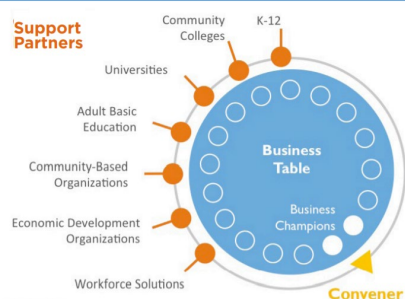 Support
Partners
Community
Colleges
K-12
Universities
Adult Basic
Education
Community-Based
Organizations
Economic Development
Organizations
Workforce Solutions
Business
Table
Business
Champions
Convener